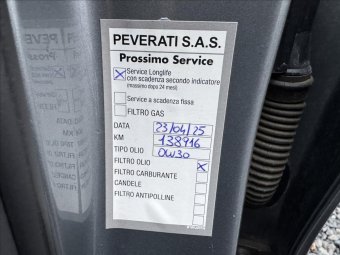 PEVERATI S.A.S.
Prossimo Service
Service Longlife
con scadenza secondo indicatore
(massimo dopo 24 mesi)
Service a scadenza fissa
FILTRO GAS
DATA 23/04/25
KM 138916
TIPO OLIO 0W30
FILTRO OLIO X
FILTRO CARBURANTE
CANDELE
FILTRO ANTIPOLLINE